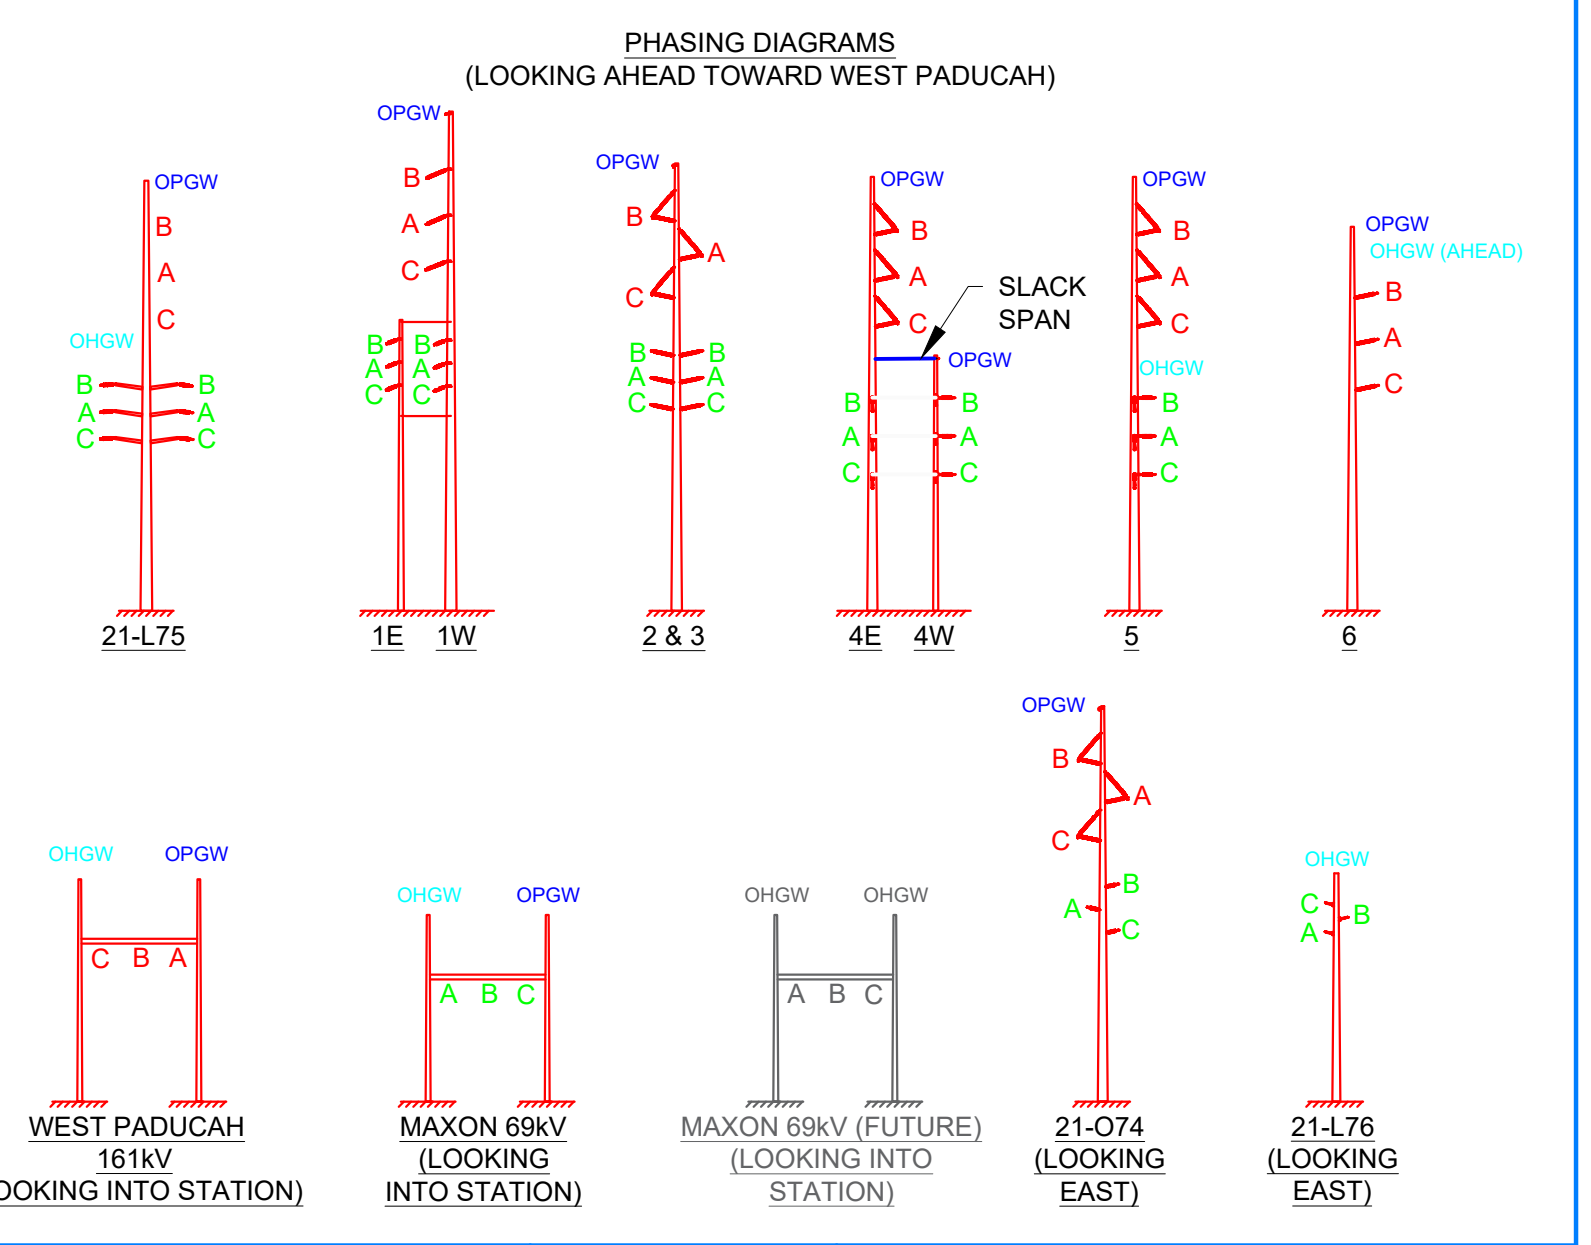 PHASING DIAGRAMS
(LOOKING AHEAD TOWARD WEST PADUCAH)
OPGW
B
A
C
OHGW
B B
A A
C C
21-L75
OPGW
B
A
C
B B
A A
C C
1E 1W
OPGW
B
A
C
B B
A A
C C
2 & 3
OPGW
B
A
C
SLACK
SPAN
OPGW
B B
A A
C C
4E 4W
OPGW
B
A
C
OHGW
B
A
C
5
OPGW
OHGW (AHEAD)
B
A
C
6
OHGW OPGW
C B A
WEST PADUCAH
161kV
OOKING INTO STATION)
OHGW OPGW
A B C
MAXON 69kV
(LOOKING
INTO STATION)
OHGW OHGW
A B C
MAXON 69kV (FUTURE)
(LOOKING INTO
STATION)
OPGW
B
A
C
B
A
C
21-O74
(LOOKING
EAST)
OHGW
C
B
A
21-L76
(LOOKING
EAST)